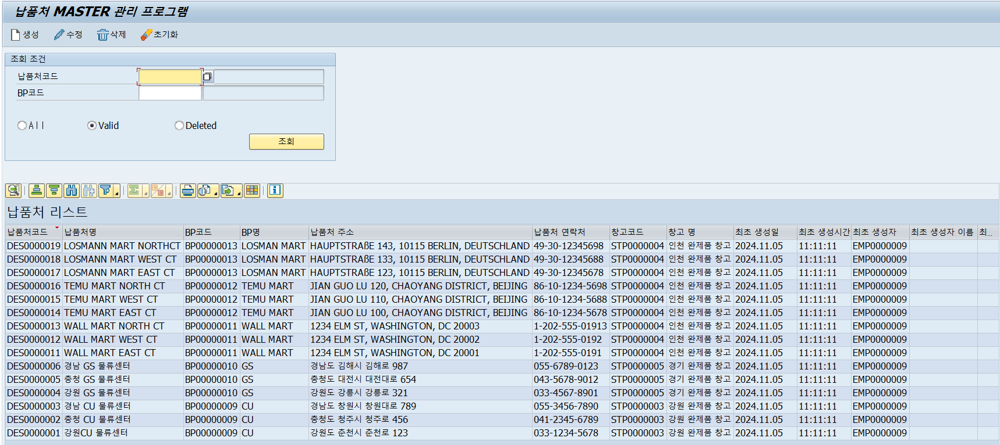 납품처 MASTER 관리 프로그램
생성 수정 삭제 초기화
조회 조건
납품처코드
BP코드
All Valid Deleted
조회
납품처 리스트
납품처코드 납품처명 BP코드 BP명 납품처 주소 납품처 연락처 창고코드 창고 명 최초 생성일 최초 생성시간 최초 생성자 최초 생성자 이름 최...
DES0000019 LOSMANN MART NORTHCT BP00000013 LOSMAN MART HAUPTSTRAßE 143, 10115 BERLIN, DEUTSCHLAND 49-30-12345698 STP0000004 인천 완제품 창고 2024.11.05 11:11:11 EMP0000009
DES0000018 LOSMANN MART WEST CT BP00000013 LOSMAN MART HAUPTSTRAßE 133, 10115 BERLIN, DEUTSCHLAND 49-30-12345688 STP0000004 인천 완제품 창고 2024.11.05 11:11:11 EMP0000009
DES0000017 LOSMANN MART EAST CT BP00000013 LOSMAN MART HAUPTSTRAßE 123, 10115 BERLIN, DEUTSCHLAND 49-30-12345678 STP0000004 인천 완제품 창고 2024.11.05 11:11:11 EMP0000009
DES0000016 TEMU MART NORTH CT BP00000012 TEMU MART JIAN GUO LU 120, CHAOYANG DISTRICT, BEIJING 86-10-1234-5698 STP0000004 인천 완제품 창고 2024.11.05 11:11:11 EMP0000009
DES0000015 TEMU MART WEST CT BP00000012 TEMU MART JIAN GUO LU 110, CHAOYANG DISTRICT, BEIJING 86-10-1234-5688 STP0000004 인천 완제품 창고 2024.11.05 11:11:11 EMP0000009
DES0000014 TEMU MART EAST CT BP00000012 TEMU MART JIAN GUO LU 100, CHAOYANG DISTRICT, BEIJING 86-10-1234-5678 STP0000004 인천 완제품 창고 2024.11.05 11:11:11 EMP0000009
DES0000013 WALL MART NORTH CT BP00000011 WALL MART 1234 ELM ST, WASHINGTON, DC 20003 1-202-555-01913 STP0000004 인천 완제품 창고 2024.11.05 11:11:11 EMP0000009
DES0000012 WALL MART WEST CT BP00000011 WALL MART 1234 ELM ST, WASHINGTON, DC 20002 1-202-555-0192 STP0000004 인천 완제품 창고 2024.11.05 11:11:11 EMP0000009
DES0000011 WALL MART EAST CT BP00000011 WALL MART 1234 ELM ST, WASHINGTON, DC 20001 1-202-555-0191 STP0000004 인천 완제품 창고 2024.11.05 11:11:11 EMP0000009
DES0000006 경남 GS 물류센터 BP00000010 GS 경남도 김해시 김해로 987 055-6789-0123 STP0000005 경기 완제품 창고 2024.11.05 11:11:11 EMP0000009
DES0000005 충청 GS 물류센터 BP00000010 GS 충청도 대전시 대전대로 654 043-5678-9012 STP0000005 경기 완제품 창고 2024.11.05 11:11:11 EMP0000009
DES0000004 강원 GS 물류센터 BP00000010 GS 강원도 강릉시 강릉로 321 033-4567-8901 STP0000005 경기 완제품 창고 2024.11.05 11:11:11 EMP0000009
DES0000003 경남 CU 물류센터 BP00000009 CU 경남도 창원시 창원대로 789 055-3456-7890 STP0000003 강원 완제품 창고 2024.11.05 11:11:11 EMP0000009
DES0000002 충청 CU 물류센터 BP00000009 CU 충청도 청주시 청주로 456 041-2345-6789 STP0000003 강원 완제품 창고 2024.11.05 11:11:11 EMP0000009
DES0000001 강원CU 물류센터 BP00000009 CU 강원도 춘천시 춘천로 123 033-1234-5678 STP0000003 강원 완제품 창고 2024.11.05 11:11:11 EMP0000009